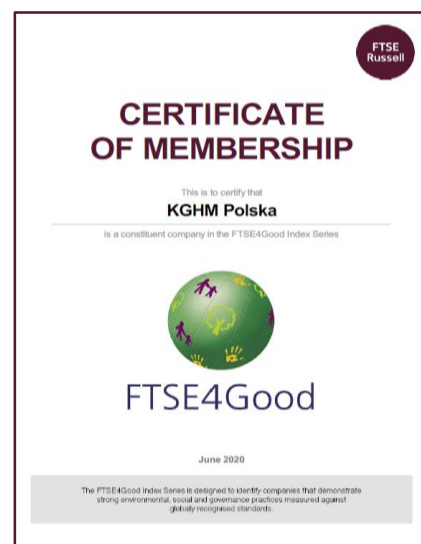 FTSE
Russell
CERTIFICATE
OF MEMBERSHIP
This is to certify that
KGHM Polska
is a constituent company in the FTSE4Good Index Series
FTSE4Good
June 2020
The FTSE4Good Index Series is designed to identify companies that demonstrate
strong environmental, social and governance practices measured against
globally recognised standards.